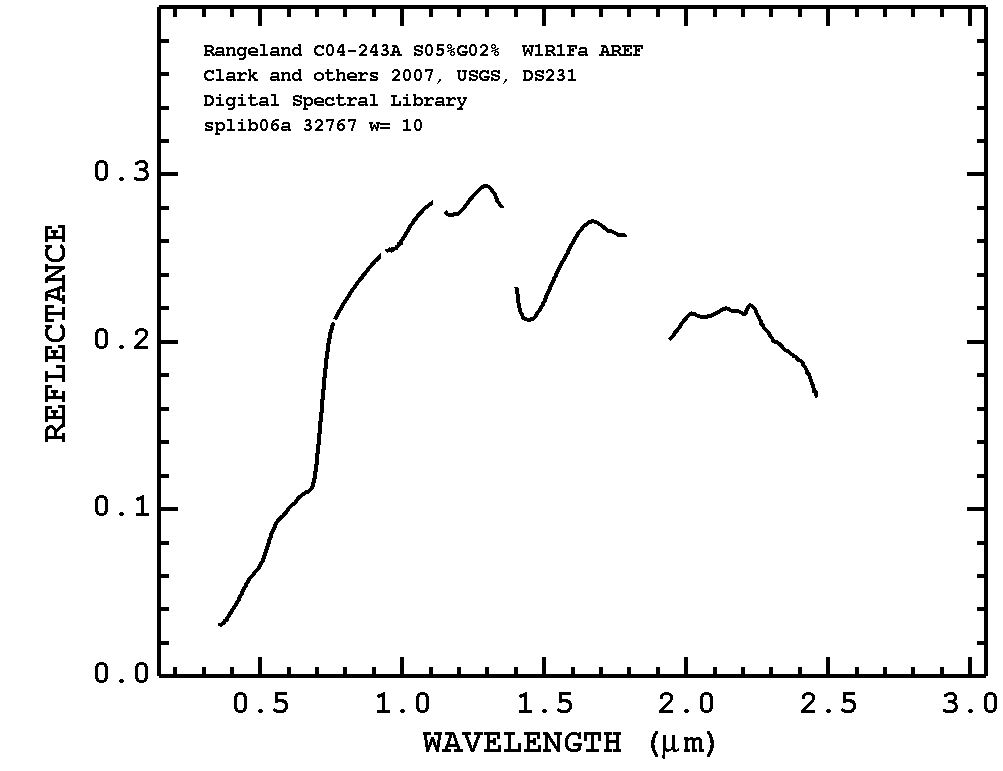 Rangeland C04-243A S05%G02%  W1R1Fa AREF
Clark and others 2007, USGS, DS231
Digital Spectral Library
splib06a 32767 w= 10
0.3
0.2
0.1
0.0
REFLECTANCE
0.5 1.0 1.5 2.0 2.5 3.0
WAVELENGTH (μm)